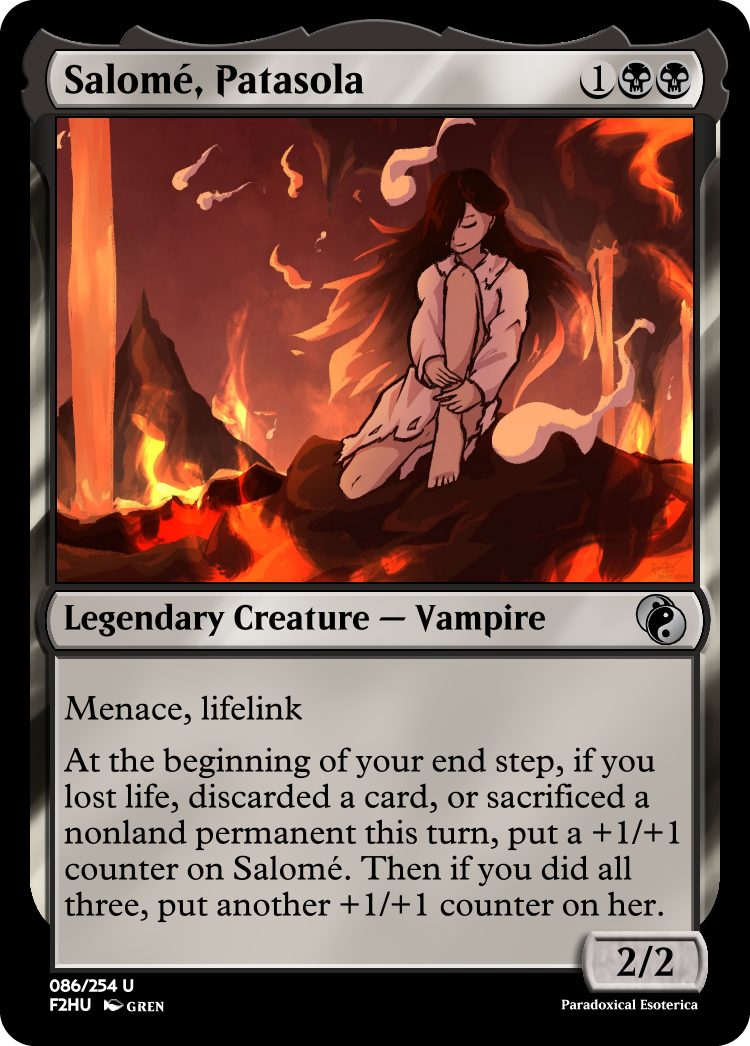 Salomé, Patasola
1
Legendary Creature — Vampire
Menace, lifelink
At the beginning of your end step, if you
lost life, discarded a card, or sacrificed a
nonland permanent this turn, put a +1/+1
counter on Salomé. Then if you did all
three, put another +1/+1 counter on her.
2/2
086/254 U
F2HU GREN
Paradoxical Esoterica